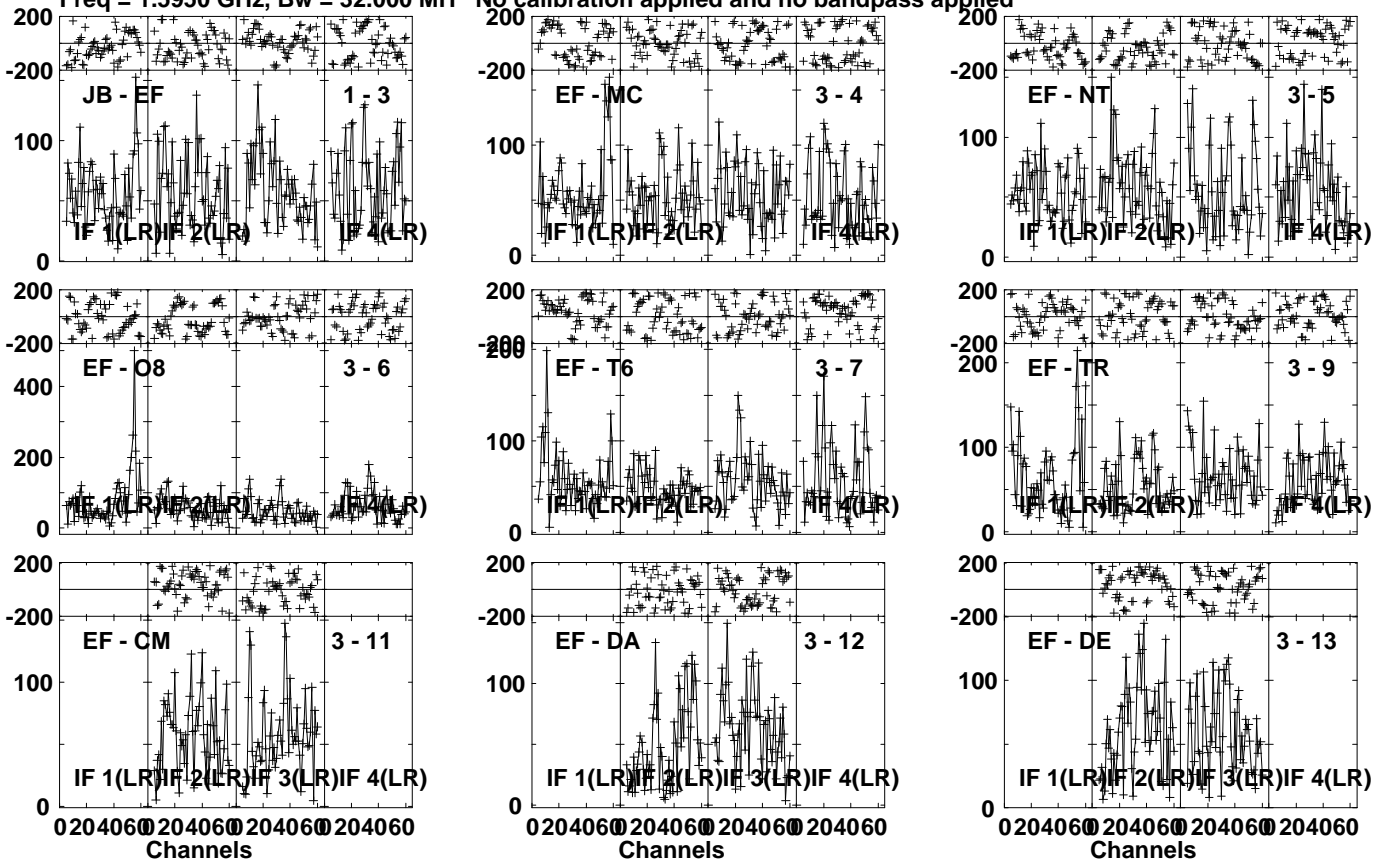 Freq = 1.5950 GHz, Bw = 32.000 MH No calibration applied and no bandpass applied
200
-200
JB - EF 1 - 3
100
IF 1(LR) IF 2(LR) IF 4(LR)
0
200
-200
EF - MC 3 - 4
100
IF 1(LR) IF 2(LR) IF 4(LR)
0
200
-200
EF - NT 3 - 5
100
IF 1(LR) IF 2(LR) IF 4(LR)
0
200
-200
EF - O8 3 - 6
400
200
IF 1(LR) IF 2(LR) IF 4(LR)
0
200
-200
200
EF - T6 3 - 7
100
IF 1(LR) IF 2(LR) IF 4(LR)
0
200
-200
EF - TR 3 - 9
200
100
IF 1(LR) IF 2(LR) IF 4(LR)
0
200
-200
EF - CM 3 - 11
100
IF 1(LR) IF 2(LR) IF 3(LR) IF 4(LR)
0
0 20 40 60 0 20 40 60 0 20 40 60 0 20 40 60
Channels
200
-200
EF - DA 3 - 12
100
IF 1(LR) IF 2(LR) IF 3(LR) IF 4(LR)
0
0 20 40 60 0 20 40 60 0 20 40 60 0 20 40 60
Channels
200
-200
EF - DE 3 - 13
100
IF 1(LR) IF 2(LR) IF 3(LR) IF 4(LR)
0
0 20 40 60 0 20 40 60 0 20 40 60 0 20 40 60
Channels